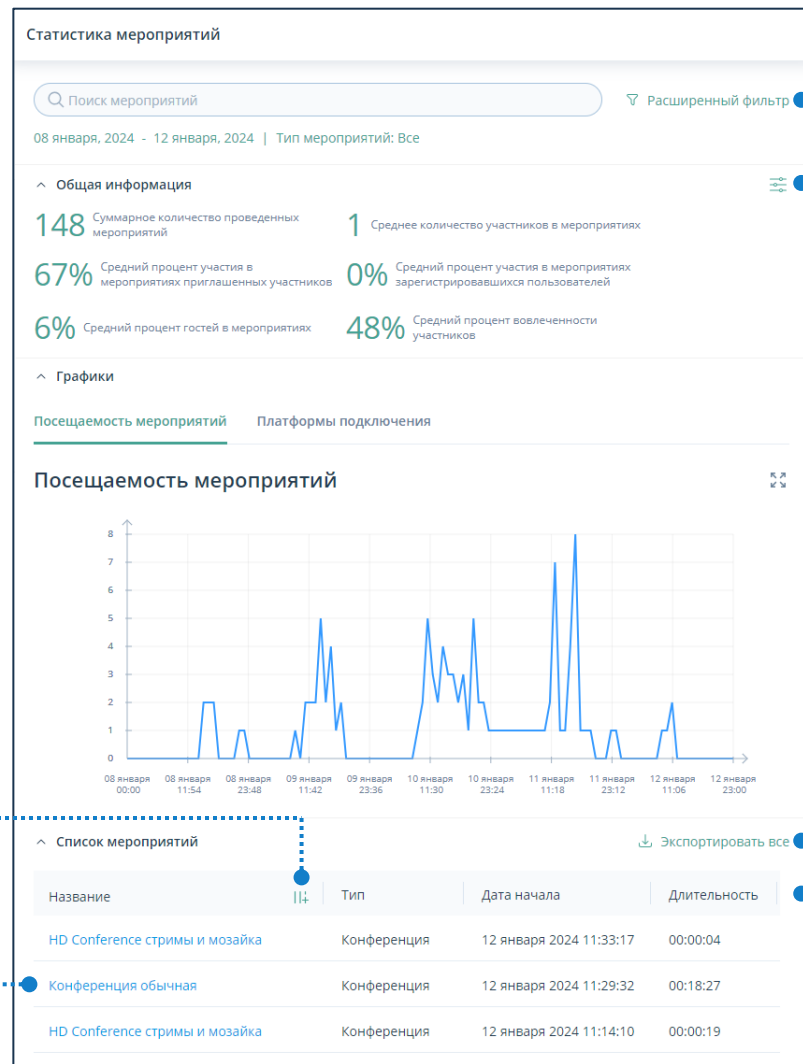 Статистика мероприятий
Поиск мероприятий
Расширенный фильтр
08 января, 2024 - 12 января, 2024 | Тип мероприятий: Все
Общая информация
148 Суммарное количество проведенных
мероприятий
1 Среднее количество участников в мероприятиях
67% Средний процент участия в
мероприятиях приглашенных участников
0% Средний процент участия в мероприятиях
зарегистрировавшихся пользователей
6% Средний процент гостей в мероприятиях
48% Средний процент вовлеченности
участников
Графики
Посещаемость мероприятий Платформы подключения
Посещаемость мероприятий
8
7
6
5
4
3
2
1
0
08 января 08 января 08 января 09 января 09 января 10 января 10 января 11 января 11 января 12 января 12 января
00:00 11:54 23:48 11:42 23:36 11:30 23:24 11:18 23:12 11:06 23:00
Список мероприятий Экспортировать все
Название Тип Дата начала Длительность
HD Conference стримы и мозайка Конференция 12 января 2024 11:33:17 00:00:04
Конференция обычная Конференция 12 января 2024 11:29:32 00:18:27
HD Conference стримы и мозайка Конференция 12 января 2024 11:14:10 00:00:19